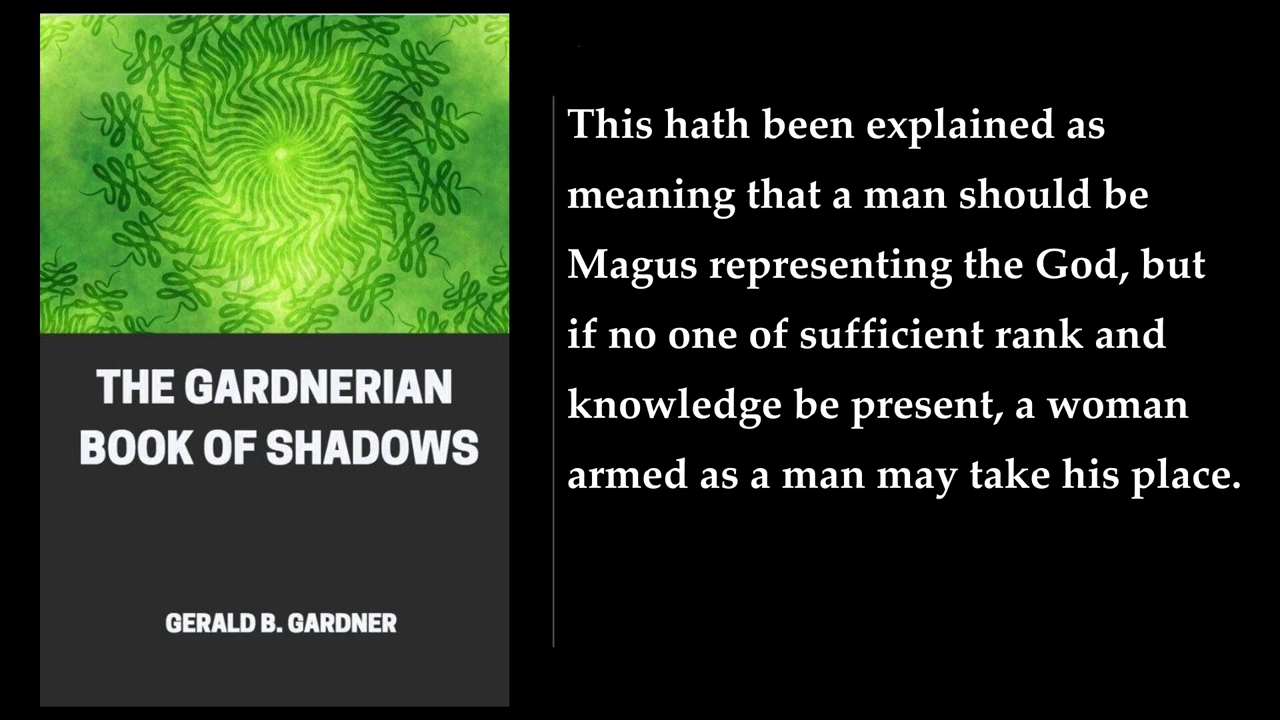 THE GARDNERIAN
BOOK OF SHADOWS
GERALD B. GARDNER
This hath been explained as
meaning that a man should be
Magus representing the God, but
if no one of sufficient rank and
knowledge be present, a woman
armed as a man may take his place.